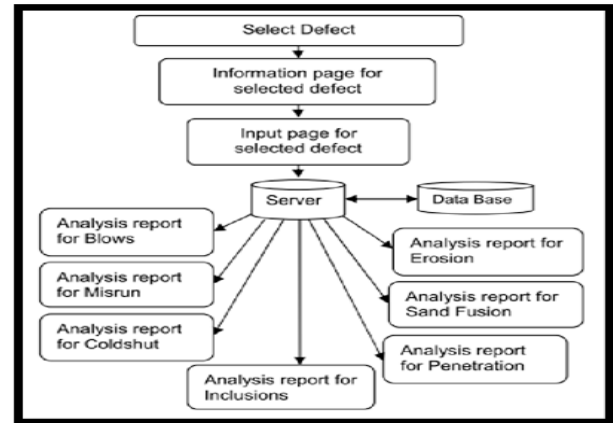 Select Defect
Information page for
selected defect
Input page for
selected defect
Server
Data Base
Analysis report
for Blows
Analysis report
for Misrun
Analysis report
for Coldshut
Analysis report for
Inclusions
Analysis report for
Erosion
Analysis report for
Sand Fusion
Analysis report
for Penetration